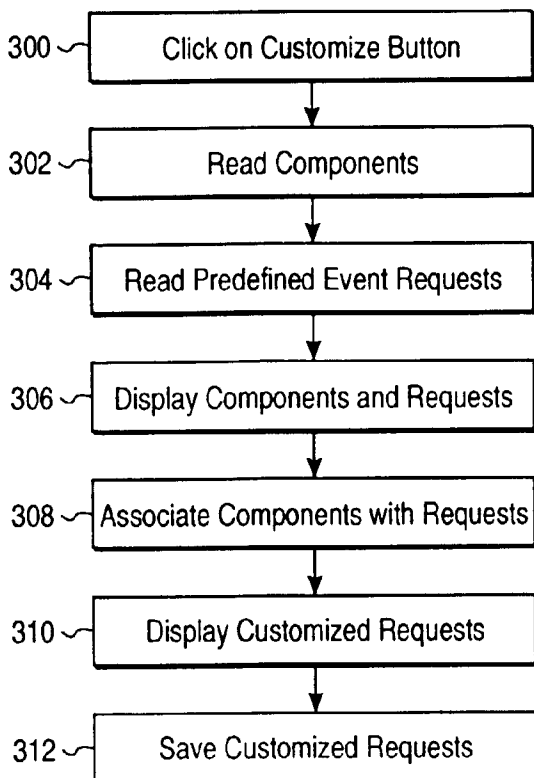 300 Click on Customize Button
302 Read Components
304 Read Predefined Event Requests
306 Display Components and Requests
308 Associate Components with Requests
310 Display Customized Requests
312 Save Customized Requests